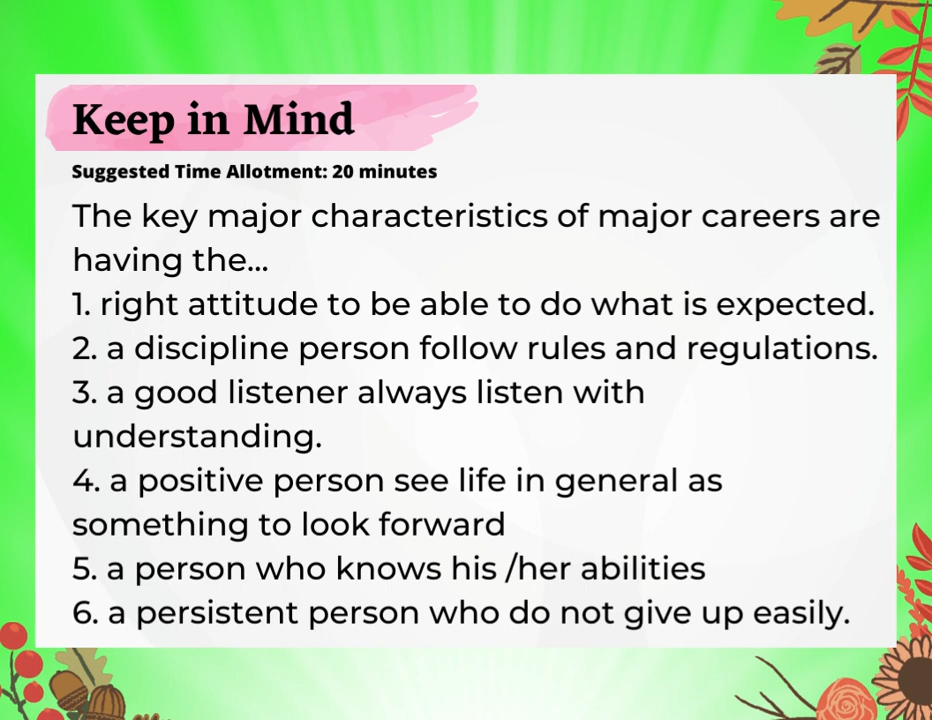 Keep in Mind
Suggested Time Allotment: 20 minutes
The key major characteristics of major careers are
having the...
1. right attitude to be able to do what is expected.
2. a discipline person follow rules and regulations.
3. a good listener always listen with
understanding.
4. a positive person see life in general as
something to look forward
5. a person who knows his /her abilities
6. a persistent person who do not give up easily.